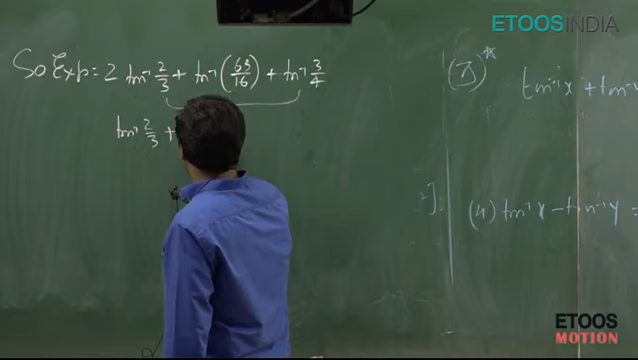 ETOOSINDIA
So Exp = 2 tan⁻¹ 2/3 + tan⁻¹ (63/16) + tan⁻¹ 3/4
tan⁻¹ 2/3 +
(3)*
tan⁻¹x + tan⁻¹
(4) tan⁻¹x - tan⁻¹y =
ETOOS
MOTION